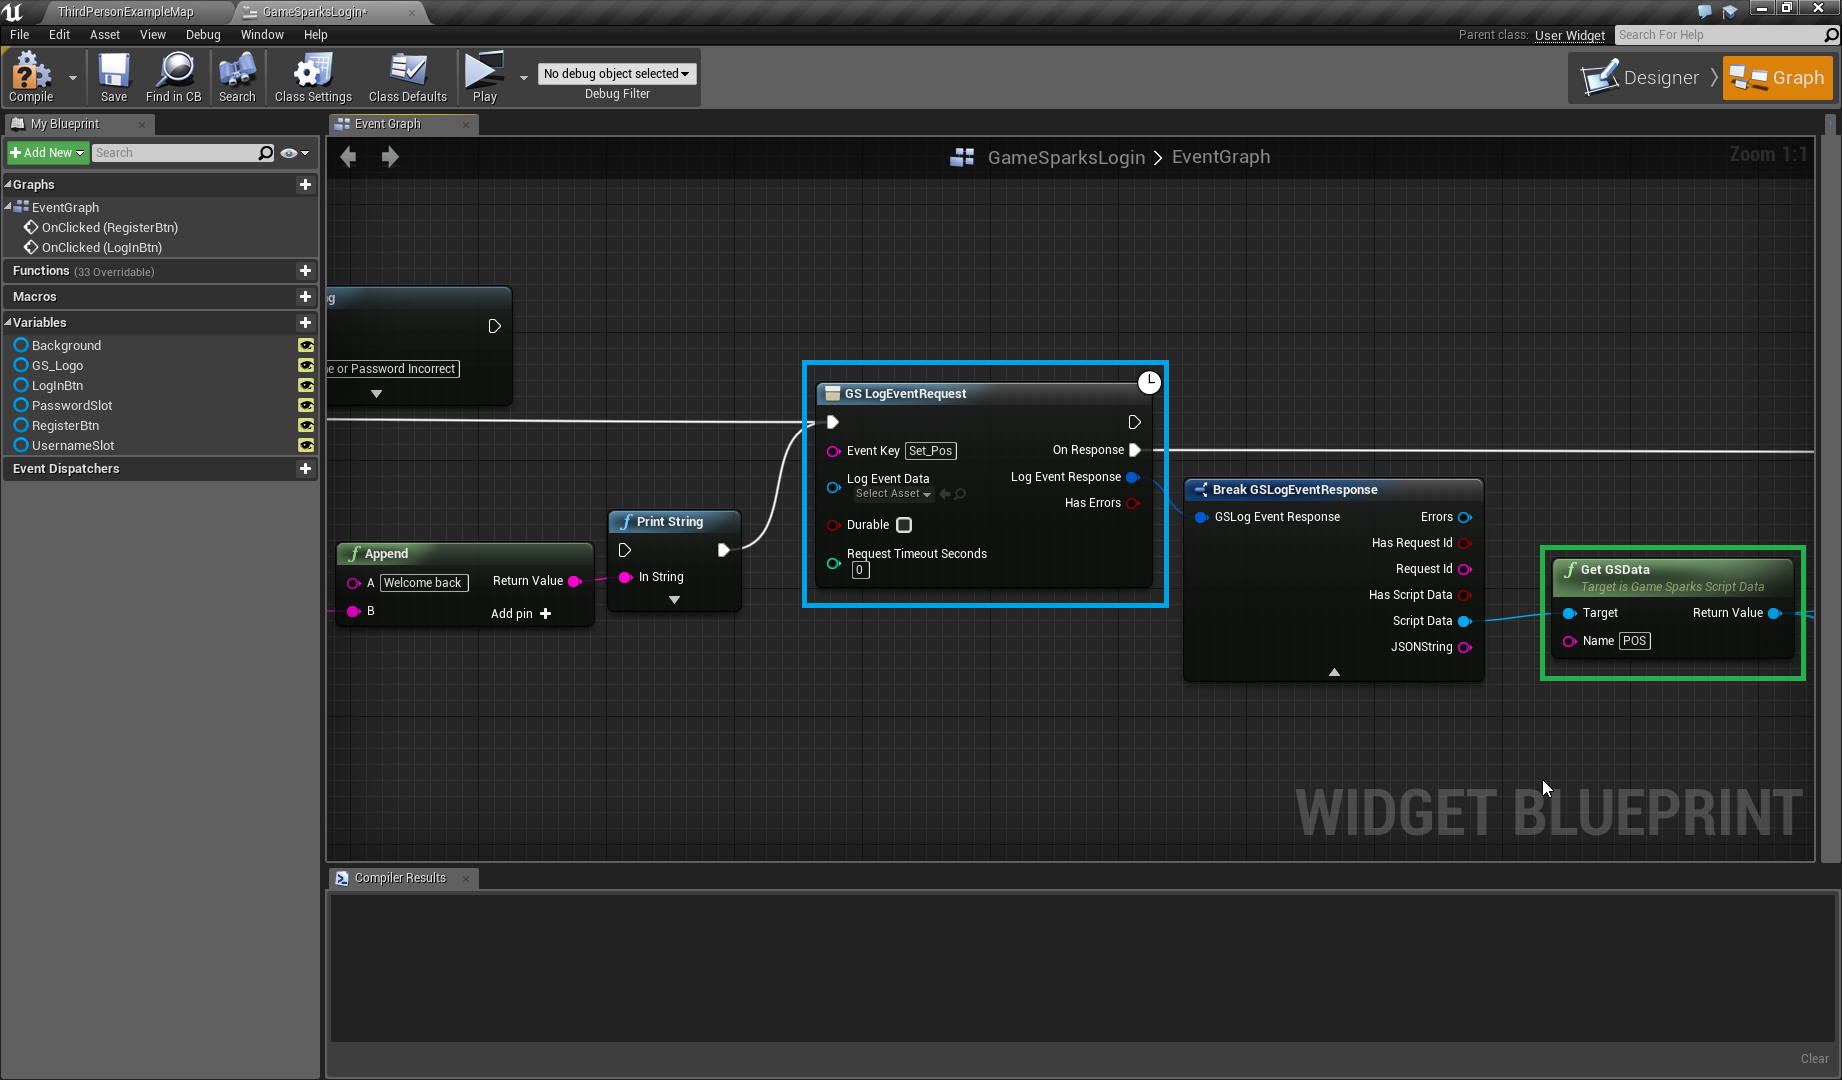 ThirdPersonExampleMap
GameSparksLogin*
File Edit Asset View Debug Window Help
Parent class: User Widget
Search For Help
Compile
Save
Find in CB
Search
Class Settings
Class Defaults
Play
No debug object selected
Debug Filter
Designer
Graph
My Blueprint
Event Graph
Add New
Search
GameSparksLogin > EventGraph
Zoom 1:1
Graphs
EventGraph
OnClicked (RegisterBtn)
OnClicked (LogInBtn)
Functions (33 Overridable)
Macros
Variables
Background
GS_Logo
LogInBtn
PasswordSlot
RegisterBtn
UsernameSlot
Event Dispatchers
or Password Incorrect
Append
A Welcome back
Return Value
B
Add pin
Print String
In String
GS LogEventRequest
Event Key Set_Pos
On Response
Log Event Data
Select Asset
Log Event Response
Has Errors
Durable
Request Timeout Seconds
0
Break GSLogEventResponse
GSLog Event Response
Errors
Has Request Id
Request Id
Has Script Data
Script Data
JSONString
Get GSData
Target is Game Sparks Script Data
Target
Return Value
Name POS
WIDGET BLUEPRINT
Compiler Results
Clear